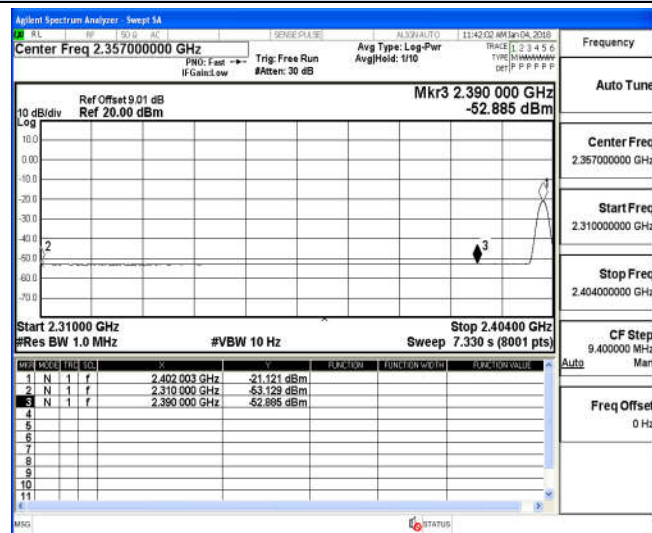 Agilent Spectrum Analyzer - Swept SA
RL RF 50 Ω AC SENSE:PULSE ALIGN AUTO 11:42:02 AM Jan 04, 2018
Center Freq 2.357000000 GHz
PNO: Fast
IFGain:Low
Trig: Free Run
#Atten: 30 dB
Avg Type: Log-Pwr
Avg|Hold: 1/10
TRACE 1 2 3 4 5 6
TYPE M W W W W W
DET P P P P P P
Mkr3 2.390 000 GHz
-52.885 dBm
10 dB/div
Log
Ref Offset 9.01 dB
Ref 20.00 dBm
10.0
0.00
-10.0
-20.0
-30.0
-40.0
-50.0
-60.0
-70.0
1
2
3
Start 2.31000 GHz
Stop 2.40400 GHz
#Res BW 1.0 MHz
#VBW 10 Hz
Sweep 7.330 s (8001 pts)
MKR MODE TRC SCL X Y FUNCTION FUNCTION WIDTH FUNCTION VALUE
1 N 1 f 2.402 003 GHz -21.121 dBm
2 N 1 f 2.310 000 GHz -53.129 dBm
3 N 1 f 2.390 000 GHz -52.885 dBm
4
5
6
7
8
9
10
11
MSG
STATUS
Frequency
Auto Tune
Center Freq
2.357000000 GHz
Start Freq
2.310000000 GHz
Stop Freq
2.404000000 GHz
CF Step
9.400000 MHz
Auto Man
Freq Offset
0 Hz